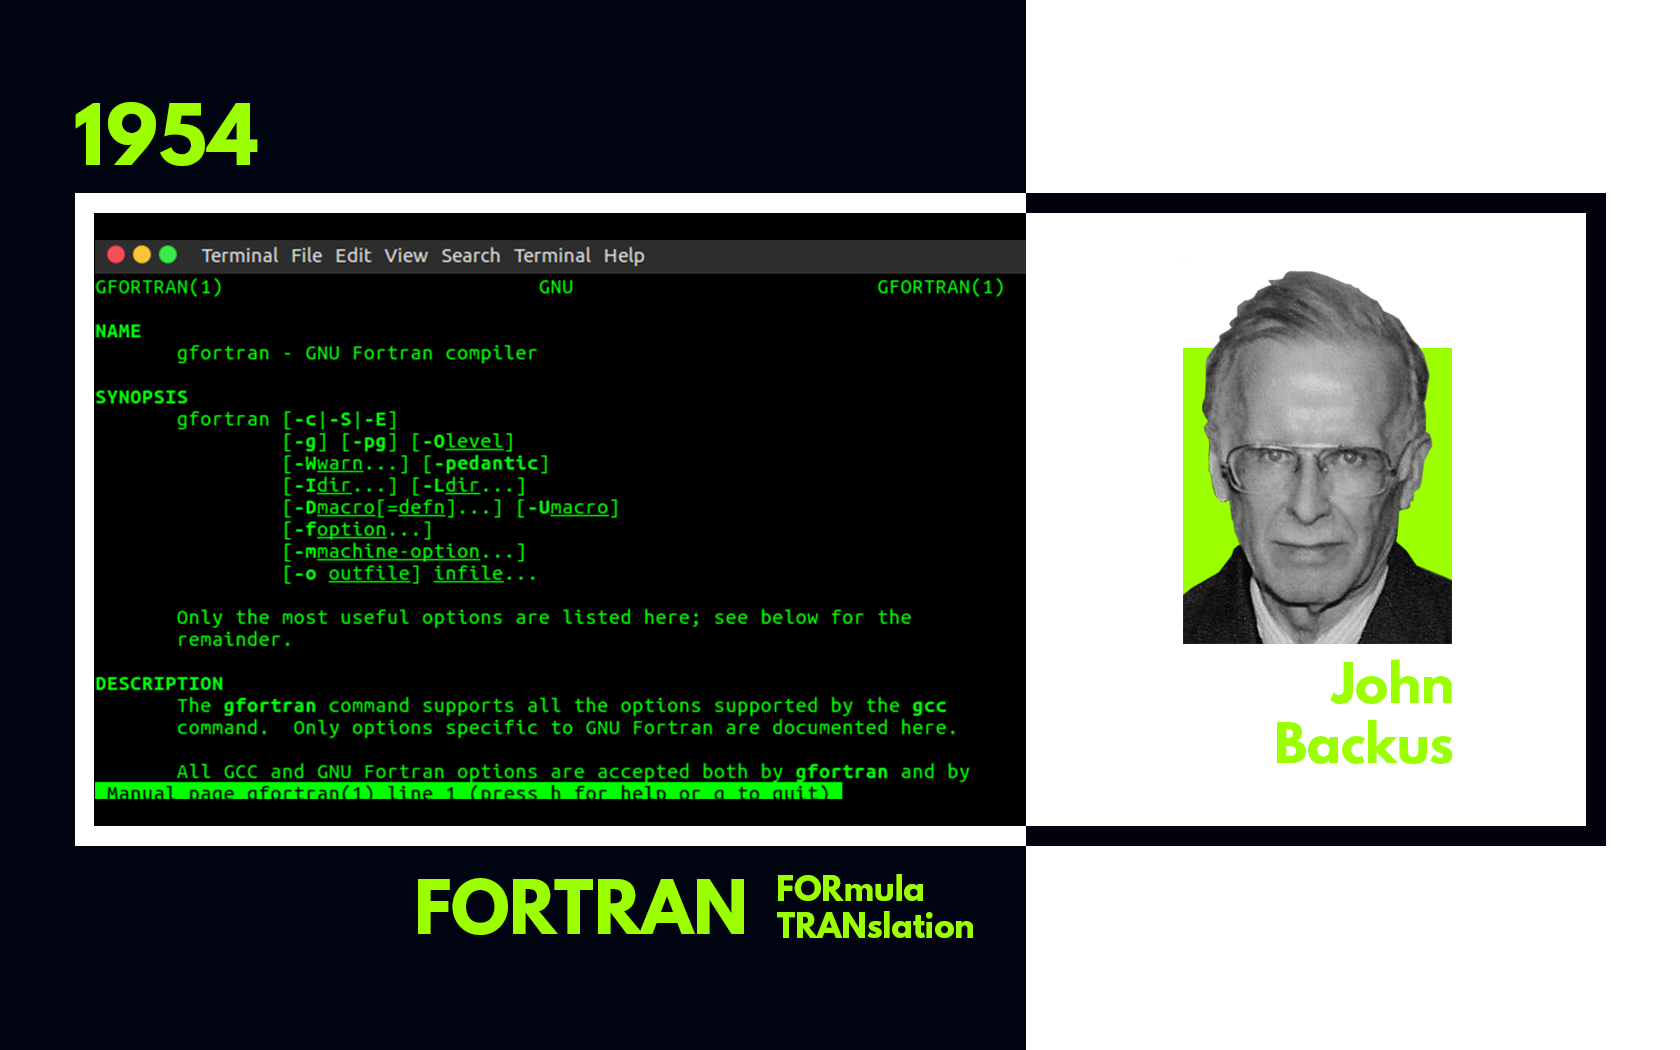 1954
Terminal File Edit View Search Terminal Help
GFORTRAN(1) GNU GFORTRAN(1)
NAME
gfortran - GNU Fortran compiler
SYNOPSIS
gfortran [-c|-S|-E]
[-g] [-pg] [-Olevel]
[-Wwarn...] [-pedantic]
[-Idir...] [-Ldir...]
[-Dmacro[=defn]...] [-Umacro]
[-foption...]
[-mmachine-option...]
[-o outfile] infile...
Only the most useful options are listed here; see below for the
remainder.
DESCRIPTION
The gfortran command supports all the options supported by the gcc
command.  Only options specific to GNU Fortran are documented here.
All GCC and GNU Fortran options are accepted both by gfortran and by
Manual page gfortran(1) line 1 (press h for help or q to quit)
John
Backus
FORTRAN
FORmula
TRANslation